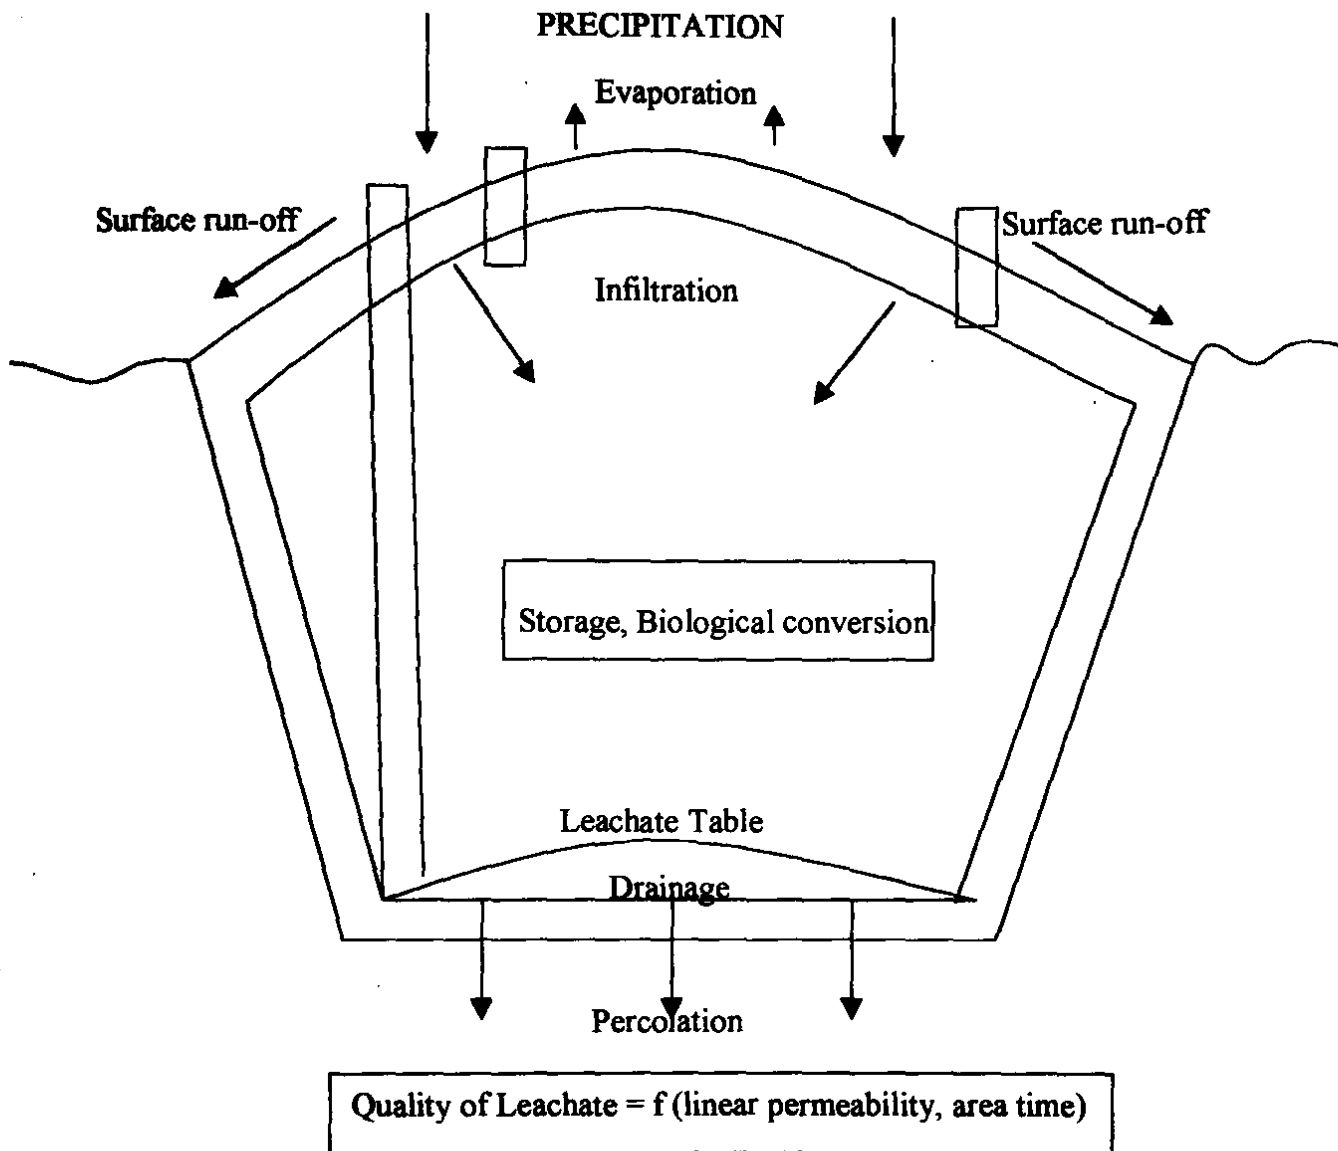 PRECIPITATION
Evaporation
Surface run-off
Surface run-off
Infiltration
Storage, Biological conversion
Leachate Table
Drainage
Percolation
Quality of Leachate = f (linear permeability, area time)